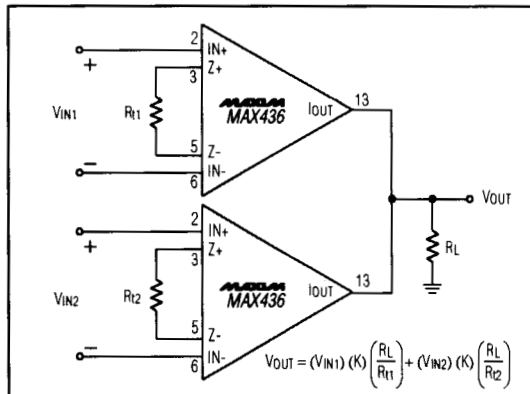 2 IN+
+ 3 Z+
MAXIM
VIN1 Rt1 MAX436 IOUT 13
5 Z-
− IN-
6
VOUT
2 IN+
+ 3 Z+
RL
MAXIM
VIN2 Rt2 MAX436 IOUT 13
5 Z-
− IN-
6
VOUT = (VIN1) (K) (RL/Rt1) + (VIN2) (K) (RL/Rt2)